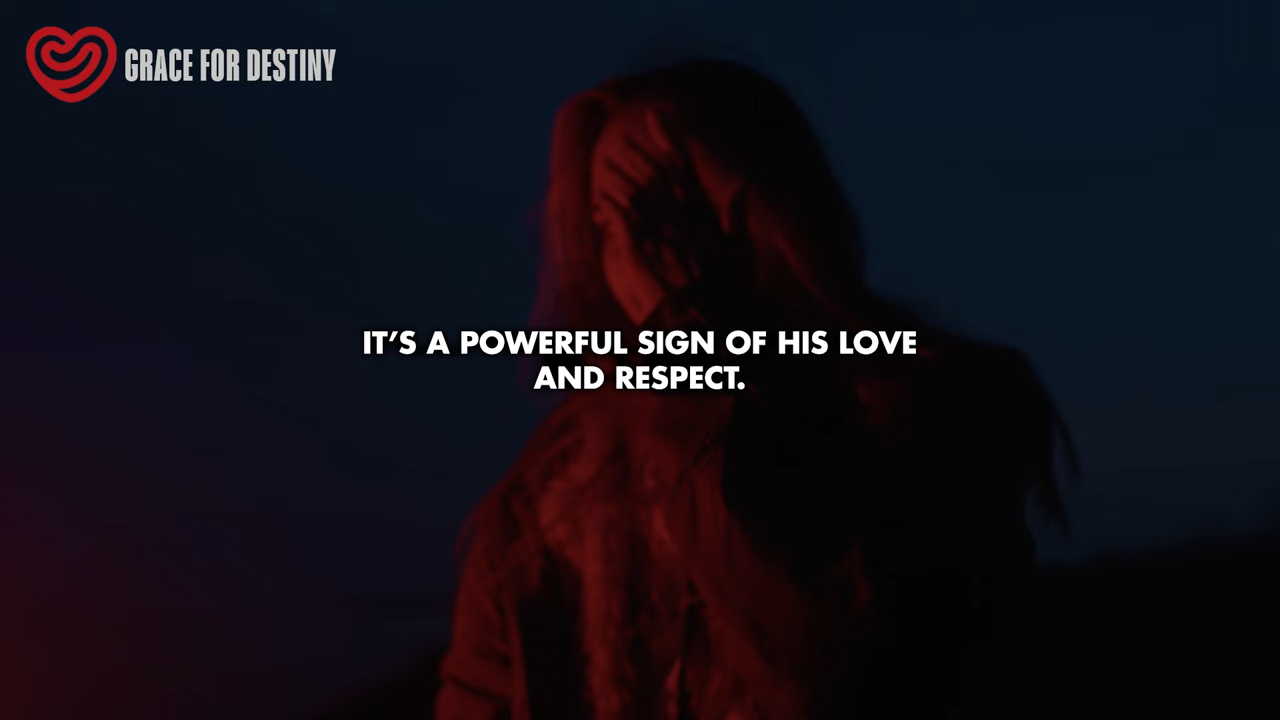 GRACE FOR DESTINY
IT'S A POWERFUL SIGN OF HIS LOVE
AND RESPECT.